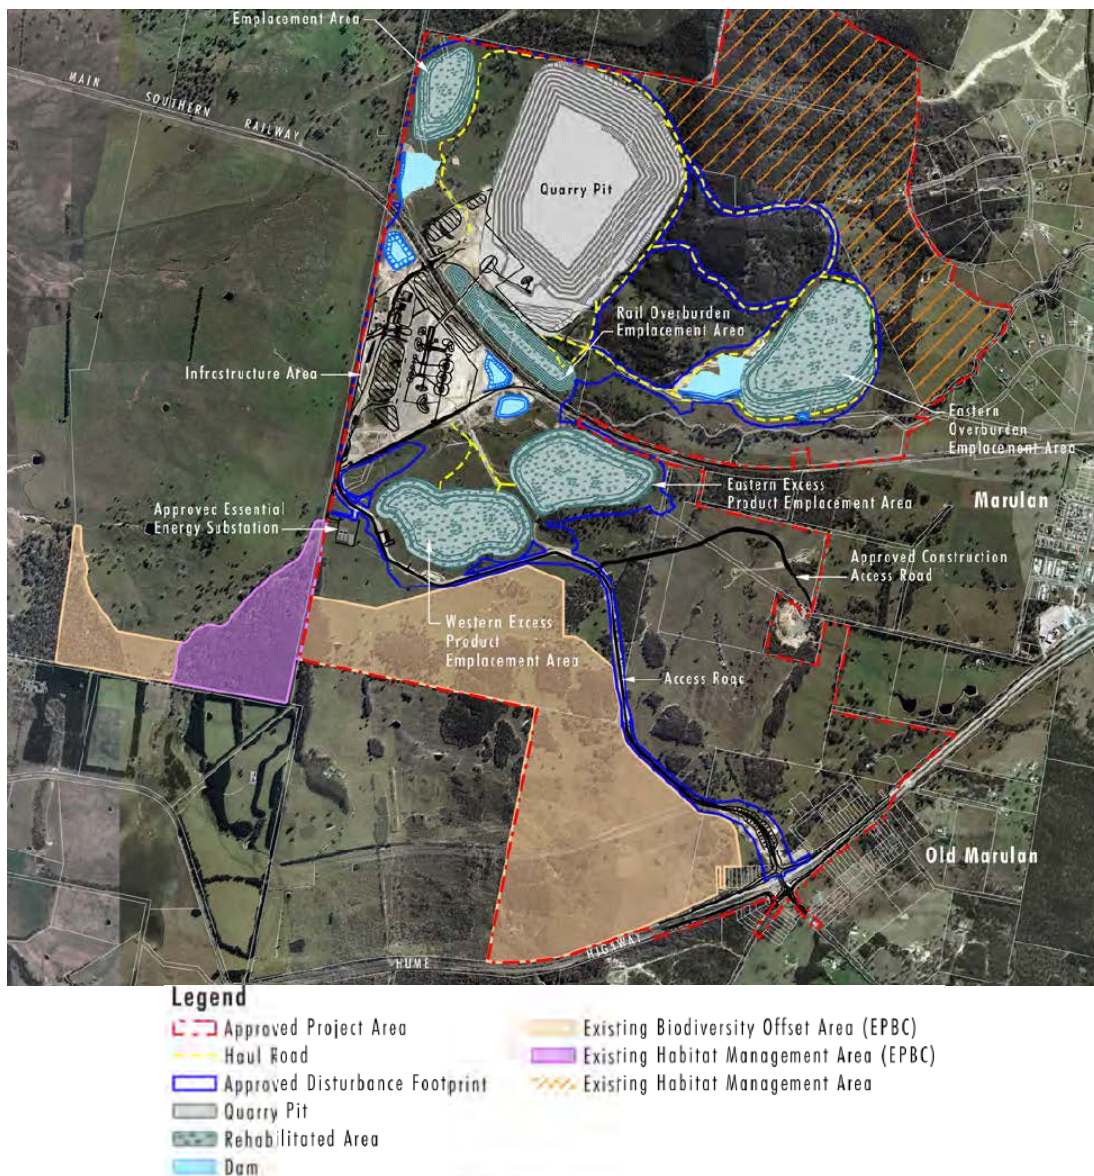 Emplacement Area
MAIN SOUTHERN RAILWAY
Quarry Pit
Rail Overburden
Emplacement Area
Infrcstructure Area
Eastern
Overburden
Emplacement Area
Eastern Excess
Product Emplacement Area
Marulan
Approved Essential
Energy Substation
Approved Construction
Access Road
Western Excess
Product
Emplacement Area
Access Roac
Old Marulan
HUME HIGHWAY
Legend
Approved Project Area
Haul Road
Approved Disturbance Footprint
Quarry Pit
Rehabilitated Area
Dam
Existing Biodiversity Offset Area (EPBC)
Existing Habitat Management Area (EPBC)
Existing Habitat Management Area